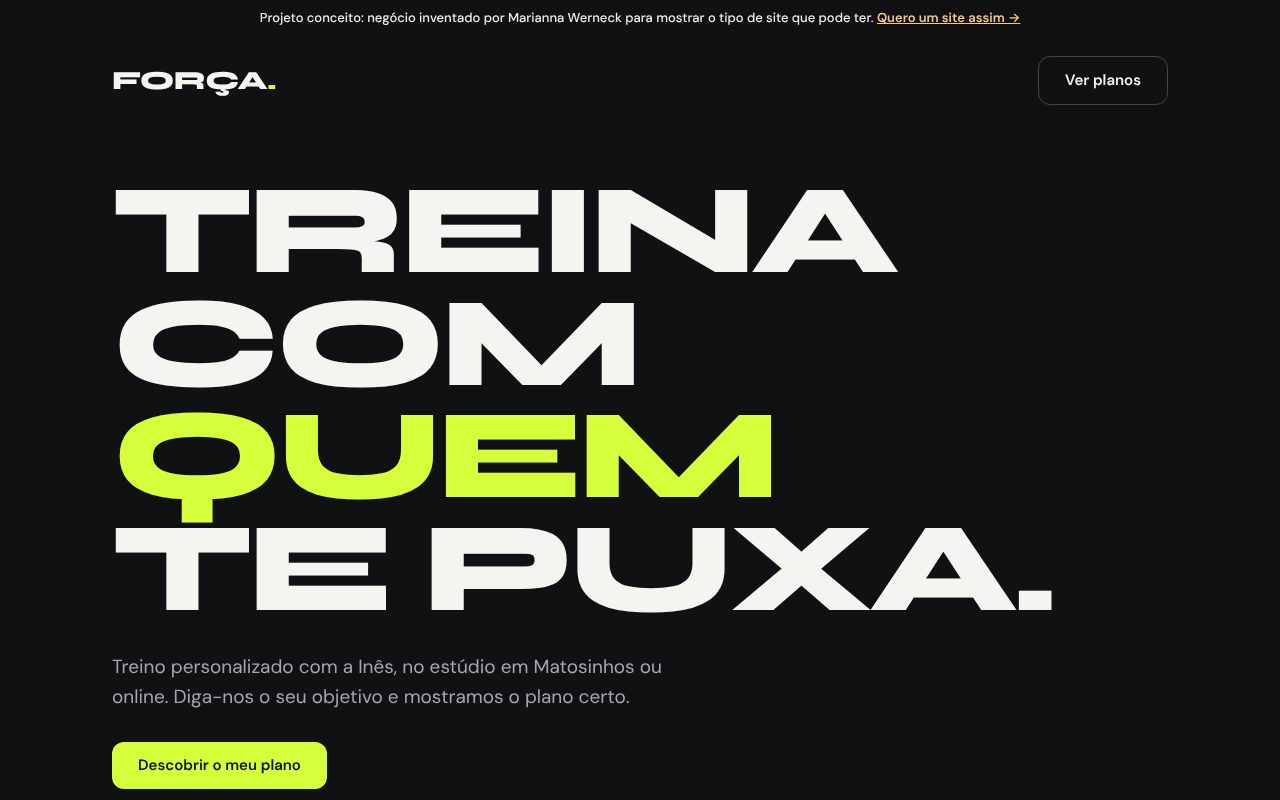 Projeto conceito: negócio inventado por Marianna Werneck para mostrar o tipo de site que pode ter. Quero um site assim →
FORÇA.
Ver planos
TREINA
COM
QUEM
TE PUXA.
Treino personalizado com a Inês, no estúdio em Matosinhos ou
online. Diga-nos o seu objetivo e mostramos o plano certo.
Descobrir o meu plano